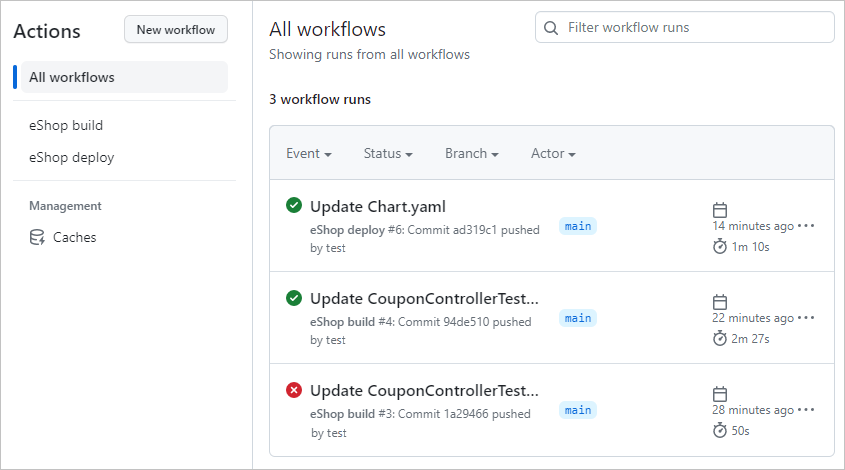 Actions
New workflow
All workflows
eShop build
eShop deploy
Management
Caches
All workflows
Showing runs from all workflows
Filter workflow runs
3 workflow runs
Event Status Branch Actor
Update Chart.yaml
eShop deploy #6: Commit ad319c1 pushed
by test
main
14 minutes ago ...
1m 10s
Update CouponControllerTest...
eShop build #4: Commit 94de510 pushed
by test
main
22 minutes ago ...
2m 27s
Update CouponControllerTest...
eShop build #3: Commit 1a29466 pushed
by test
main
28 minutes ago ...
50s